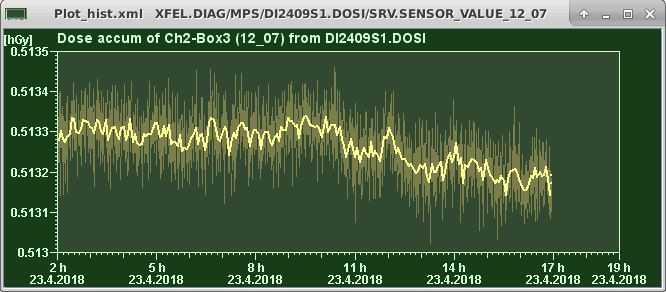 Plot_hist.xml XFEL.DIAG/MPS/DI2409S1.DOSI/SRV.SENSOR_VALUE_12_07
[hGy] Dose accum of Ch2-Box3 (12_07) from DI2409S1.DOSI
0.5135
0.5134
0.5133
0.5132
0.5131
0.513
2 h 5 h 8 h 11 h 14 h 17 h 19 h
23.4.2018 23.4.2018 23.4.2018 23.4.2018 23.4.2018 23.4.2018 23.4.2018